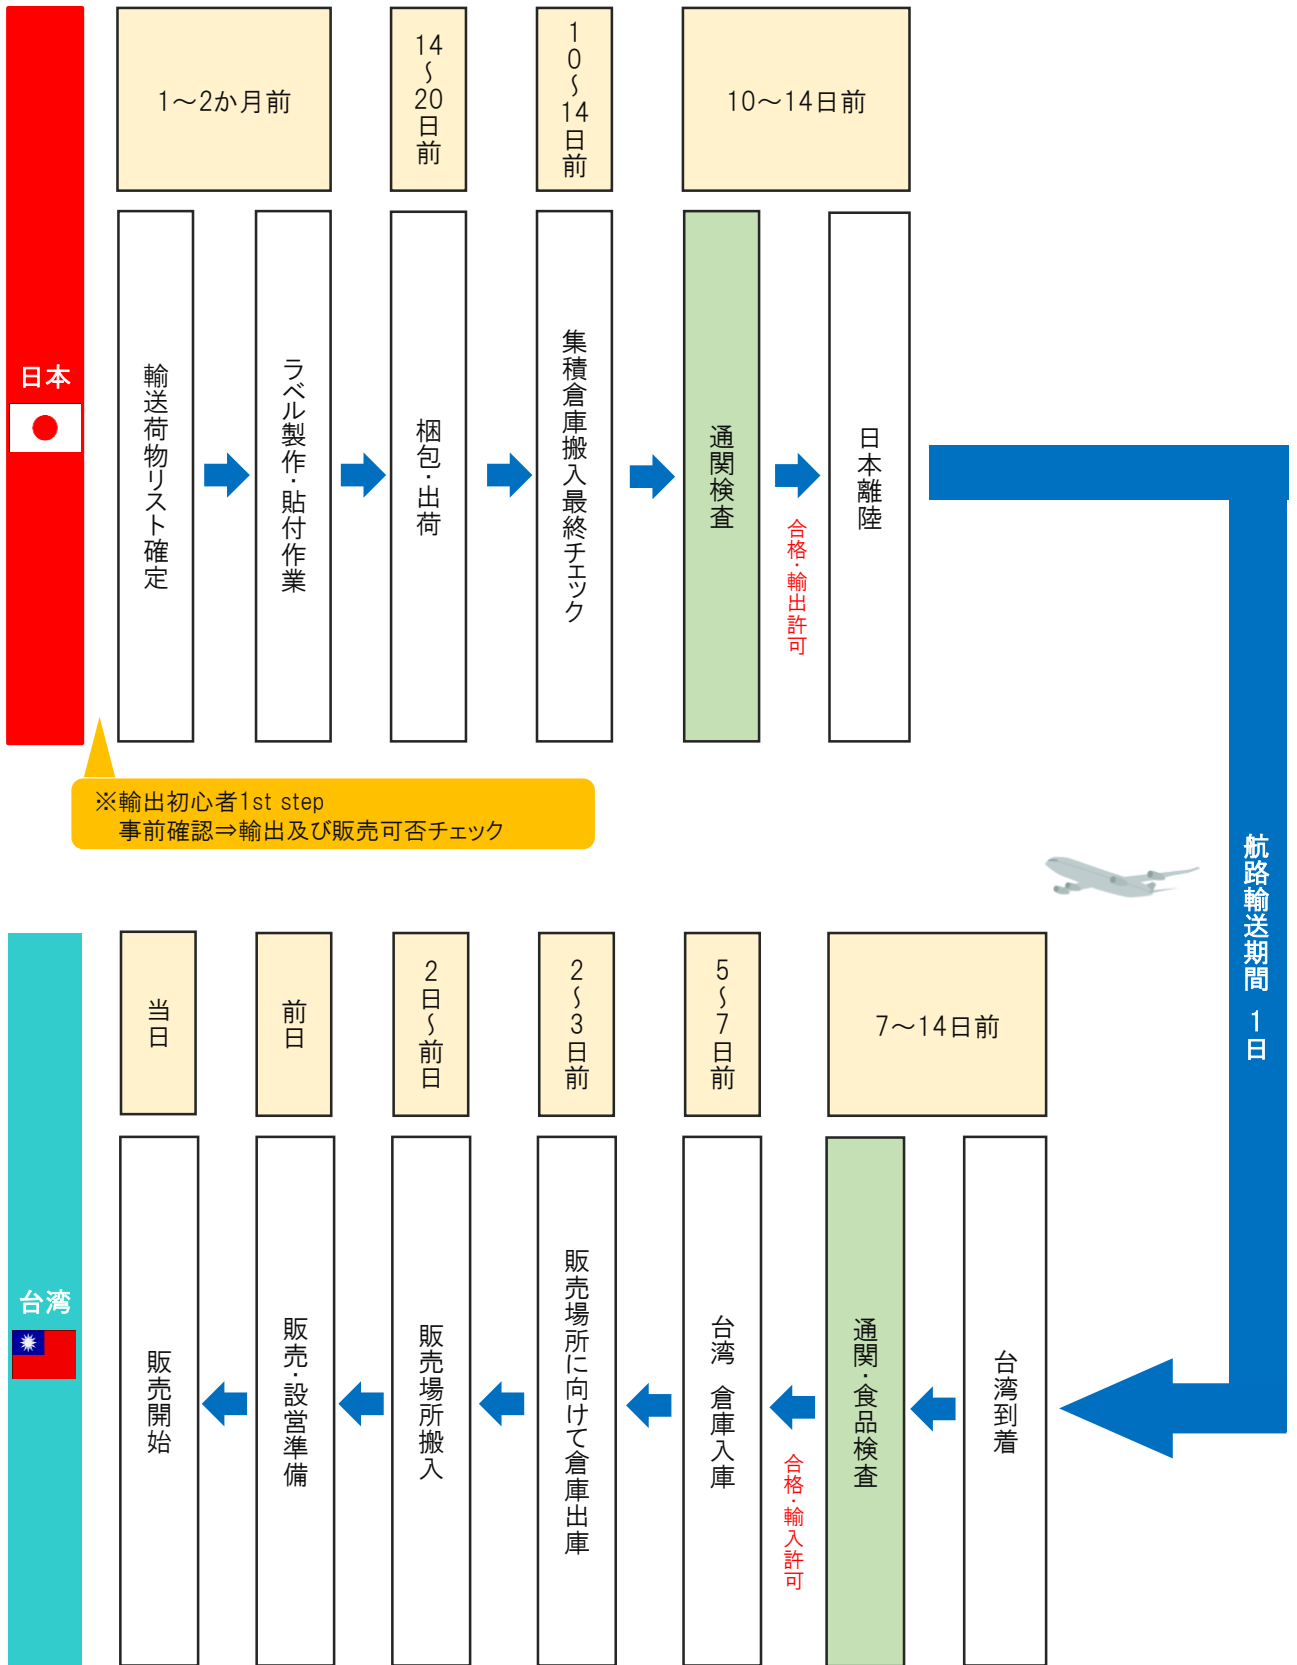 日本
1～2か月前
14～20日前
10～14日前
10～14日前
輸送荷物リスト確定
ラベル製作・貼付作業
梱包・出荷
集積倉庫搬入最終チェック
通関検査
合格・輸出許可
日本離陸
※輸出初心者1st step
事前確認⇒輸出及び販売可否チェック
航路輸送期間 1日
台湾
当日
前日
2日～前日
2～3日前
5～7日前
7～14日前
台湾到着
通関・食品検査
合格・輸入許可
台湾 倉庫入庫
販売場所に向けて倉庫出庫
販売場所搬入
販売・設営準備
販売開始